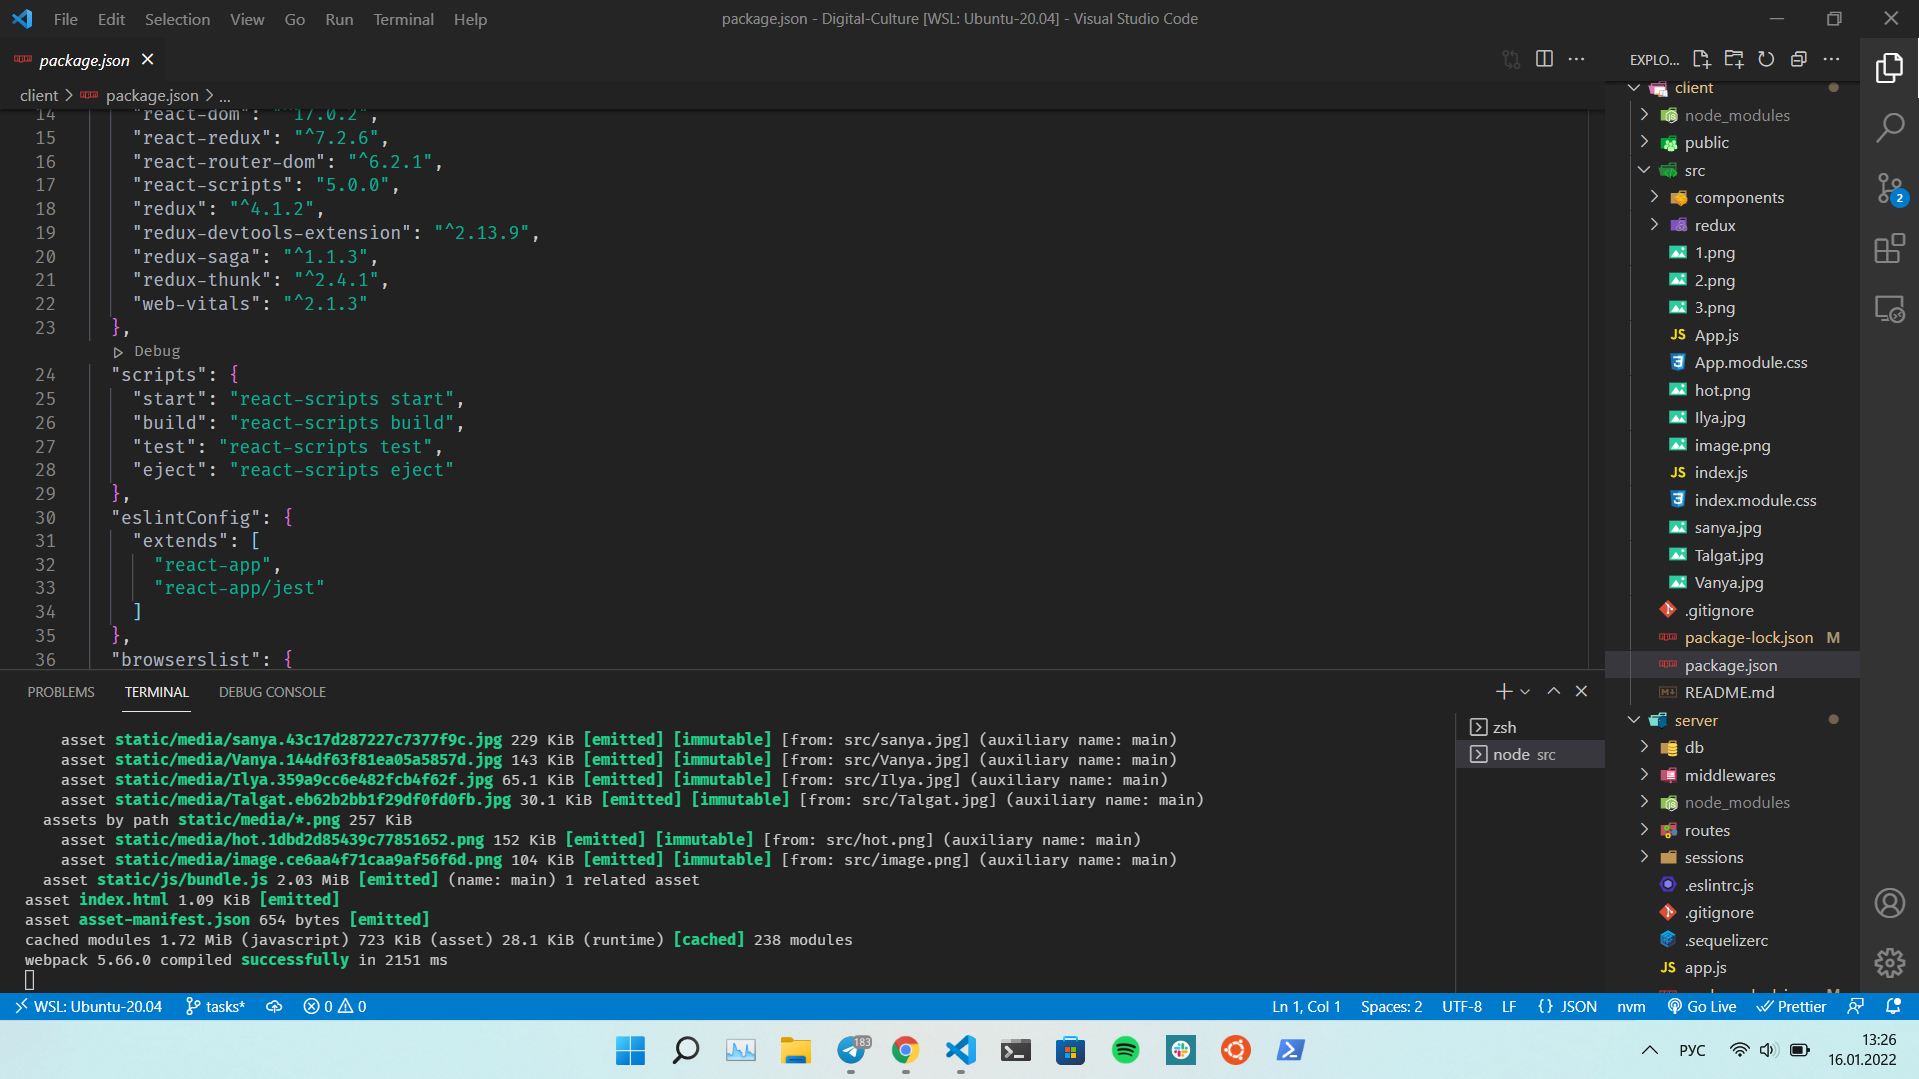 File Edit Selection View Go Run Terminal Help
package.json - Digital-Culture [WSL: Ubuntu-20.04] - Visual Studio Code
package.json
client > package.json > ...
14 "react-dom": "^17.0.2",
15 "react-redux": "^7.2.6",
16 "react-router-dom": "^6.2.1",
17 "react-scripts": "5.0.0",
18 "redux": "^4.1.2",
19 "redux-devtools-extension": "^2.13.9",
20 "redux-saga": "^1.1.3",
21 "redux-thunk": "^2.4.1",
22 "web-vitals": "^2.1.3"
23 },
Debug
24 "scripts": {
25 "start": "react-scripts start",
26 "build": "react-scripts build",
27 "test": "react-scripts test",
28 "eject": "react-scripts eject"
29 },
30 "eslintConfig": {
31 "extends": [
32 "react-app",
33 "react-app/jest"
34 ]
35 },
36 "browserslist": {
PROBLEMS TERMINAL DEBUG CONSOLE
asset static/media/sanya.43c17d287227c7377f9c.jpg 229 KiB [emitted] [immutable] [from: src/sanya.jpg] (auxiliary name: main)
asset static/media/Vanya.144df63f81ea05a5857d.jpg 143 KiB [emitted] [immutable] [from: src/Vanya.jpg] (auxiliary name: main)
asset static/media/Ilya.359a9cc6e482fcb4f62f.jpg 65.1 KiB [emitted] [immutable] [from: src/Ilya.jpg] (auxiliary name: main)
asset static/media/Talgat.eb62b2bb1f29df0fd0fb.jpg 30.1 KiB [emitted] [immutable] [from: src/Talgat.jpg] (auxiliary name: main)
assets by path static/media/*.png 257 KiB
asset static/media/hot.1dbd2d85439c77851652.png 152 KiB [emitted] [immutable] [from: src/hot.png] (auxiliary name: main)
asset static/media/image.ce6aa4f71caa9af56f6d.png 104 KiB [emitted] [immutable] [from: src/image.png] (auxiliary name: main)
asset static/js/bundle.js 2.03 MiB [emitted] (name: main) 1 related asset
asset index.html 1.09 KiB [emitted]
asset asset-manifest.json 654 bytes [emitted]
cached modules 1.72 MiB (javascript) 723 KiB (asset) 28.1 KiB (runtime) [cached] 238 modules
webpack 5.66.0 compiled successfully in 2151 ms
zsh
node src
EXPLO...
client
node_modules
public
src
components
redux
1.png
2.png
3.png
JS App.js
App.module.css
hot.png
Ilya.jpg
image.png
JS index.js
index.module.css
sanya.jpg
Talgat.jpg
Vanya.jpg
.gitignore
package-lock.json M
package.json
README.md
server
db
middlewares
node_modules
routes
sessions
.eslintrc.js
.gitignore
.sequelizerc
JS app.js
2
WSL: Ubuntu-20.04 tasks* 0 0 Ln 1, Col 1 Spaces: 2 UTF-8 LF {} JSON nvm Go Live Prettier
183
РУС
13:26
16.01.2022